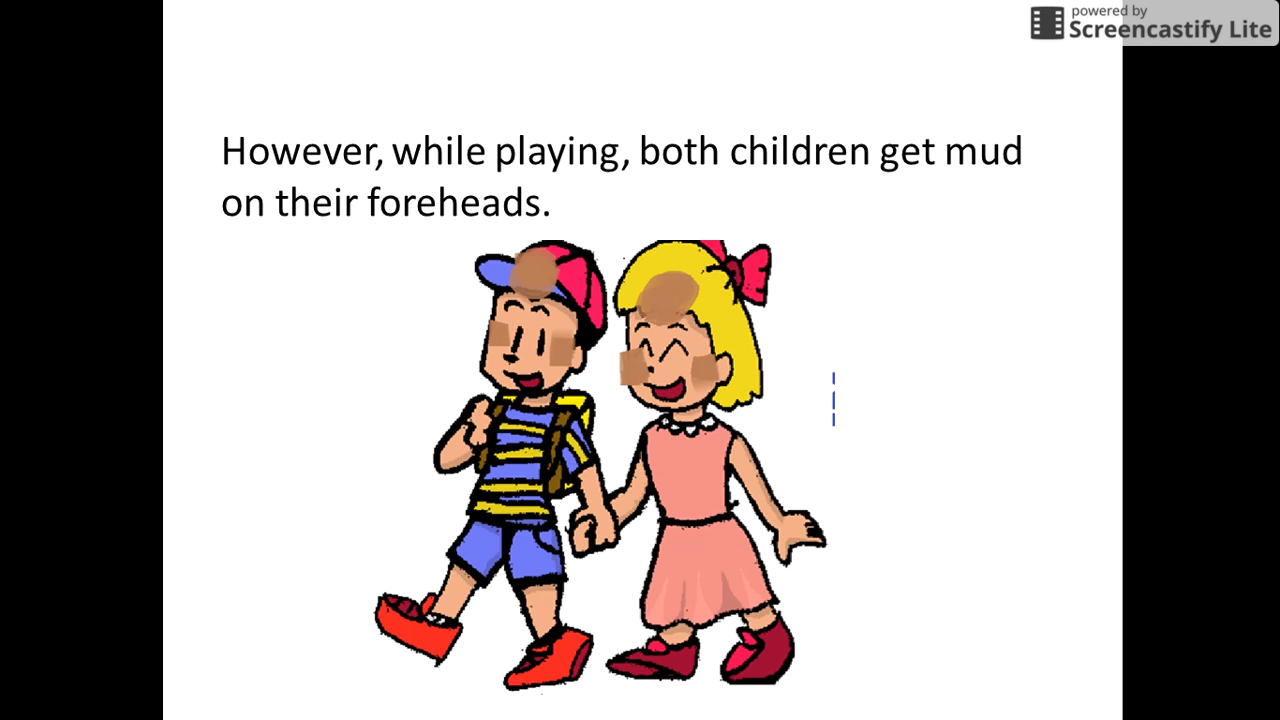 powered by
Screencastify Lite
However, while playing, both children get mud
on their foreheads.